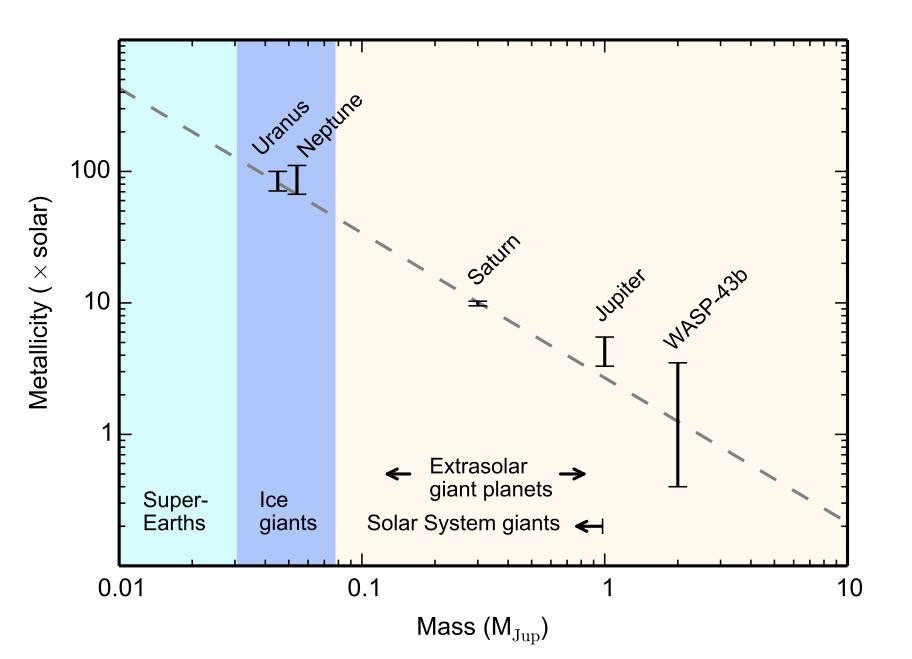 Metallicity ( × solar)
100
10
1
Uranus
Neptune
Saturn
Jupiter
WASP-43b
Super-
Earths
Ice
giants
Extrasolar
giant planets
Solar System giants
0.01
0.1
1
10
Mass (M_Jup)